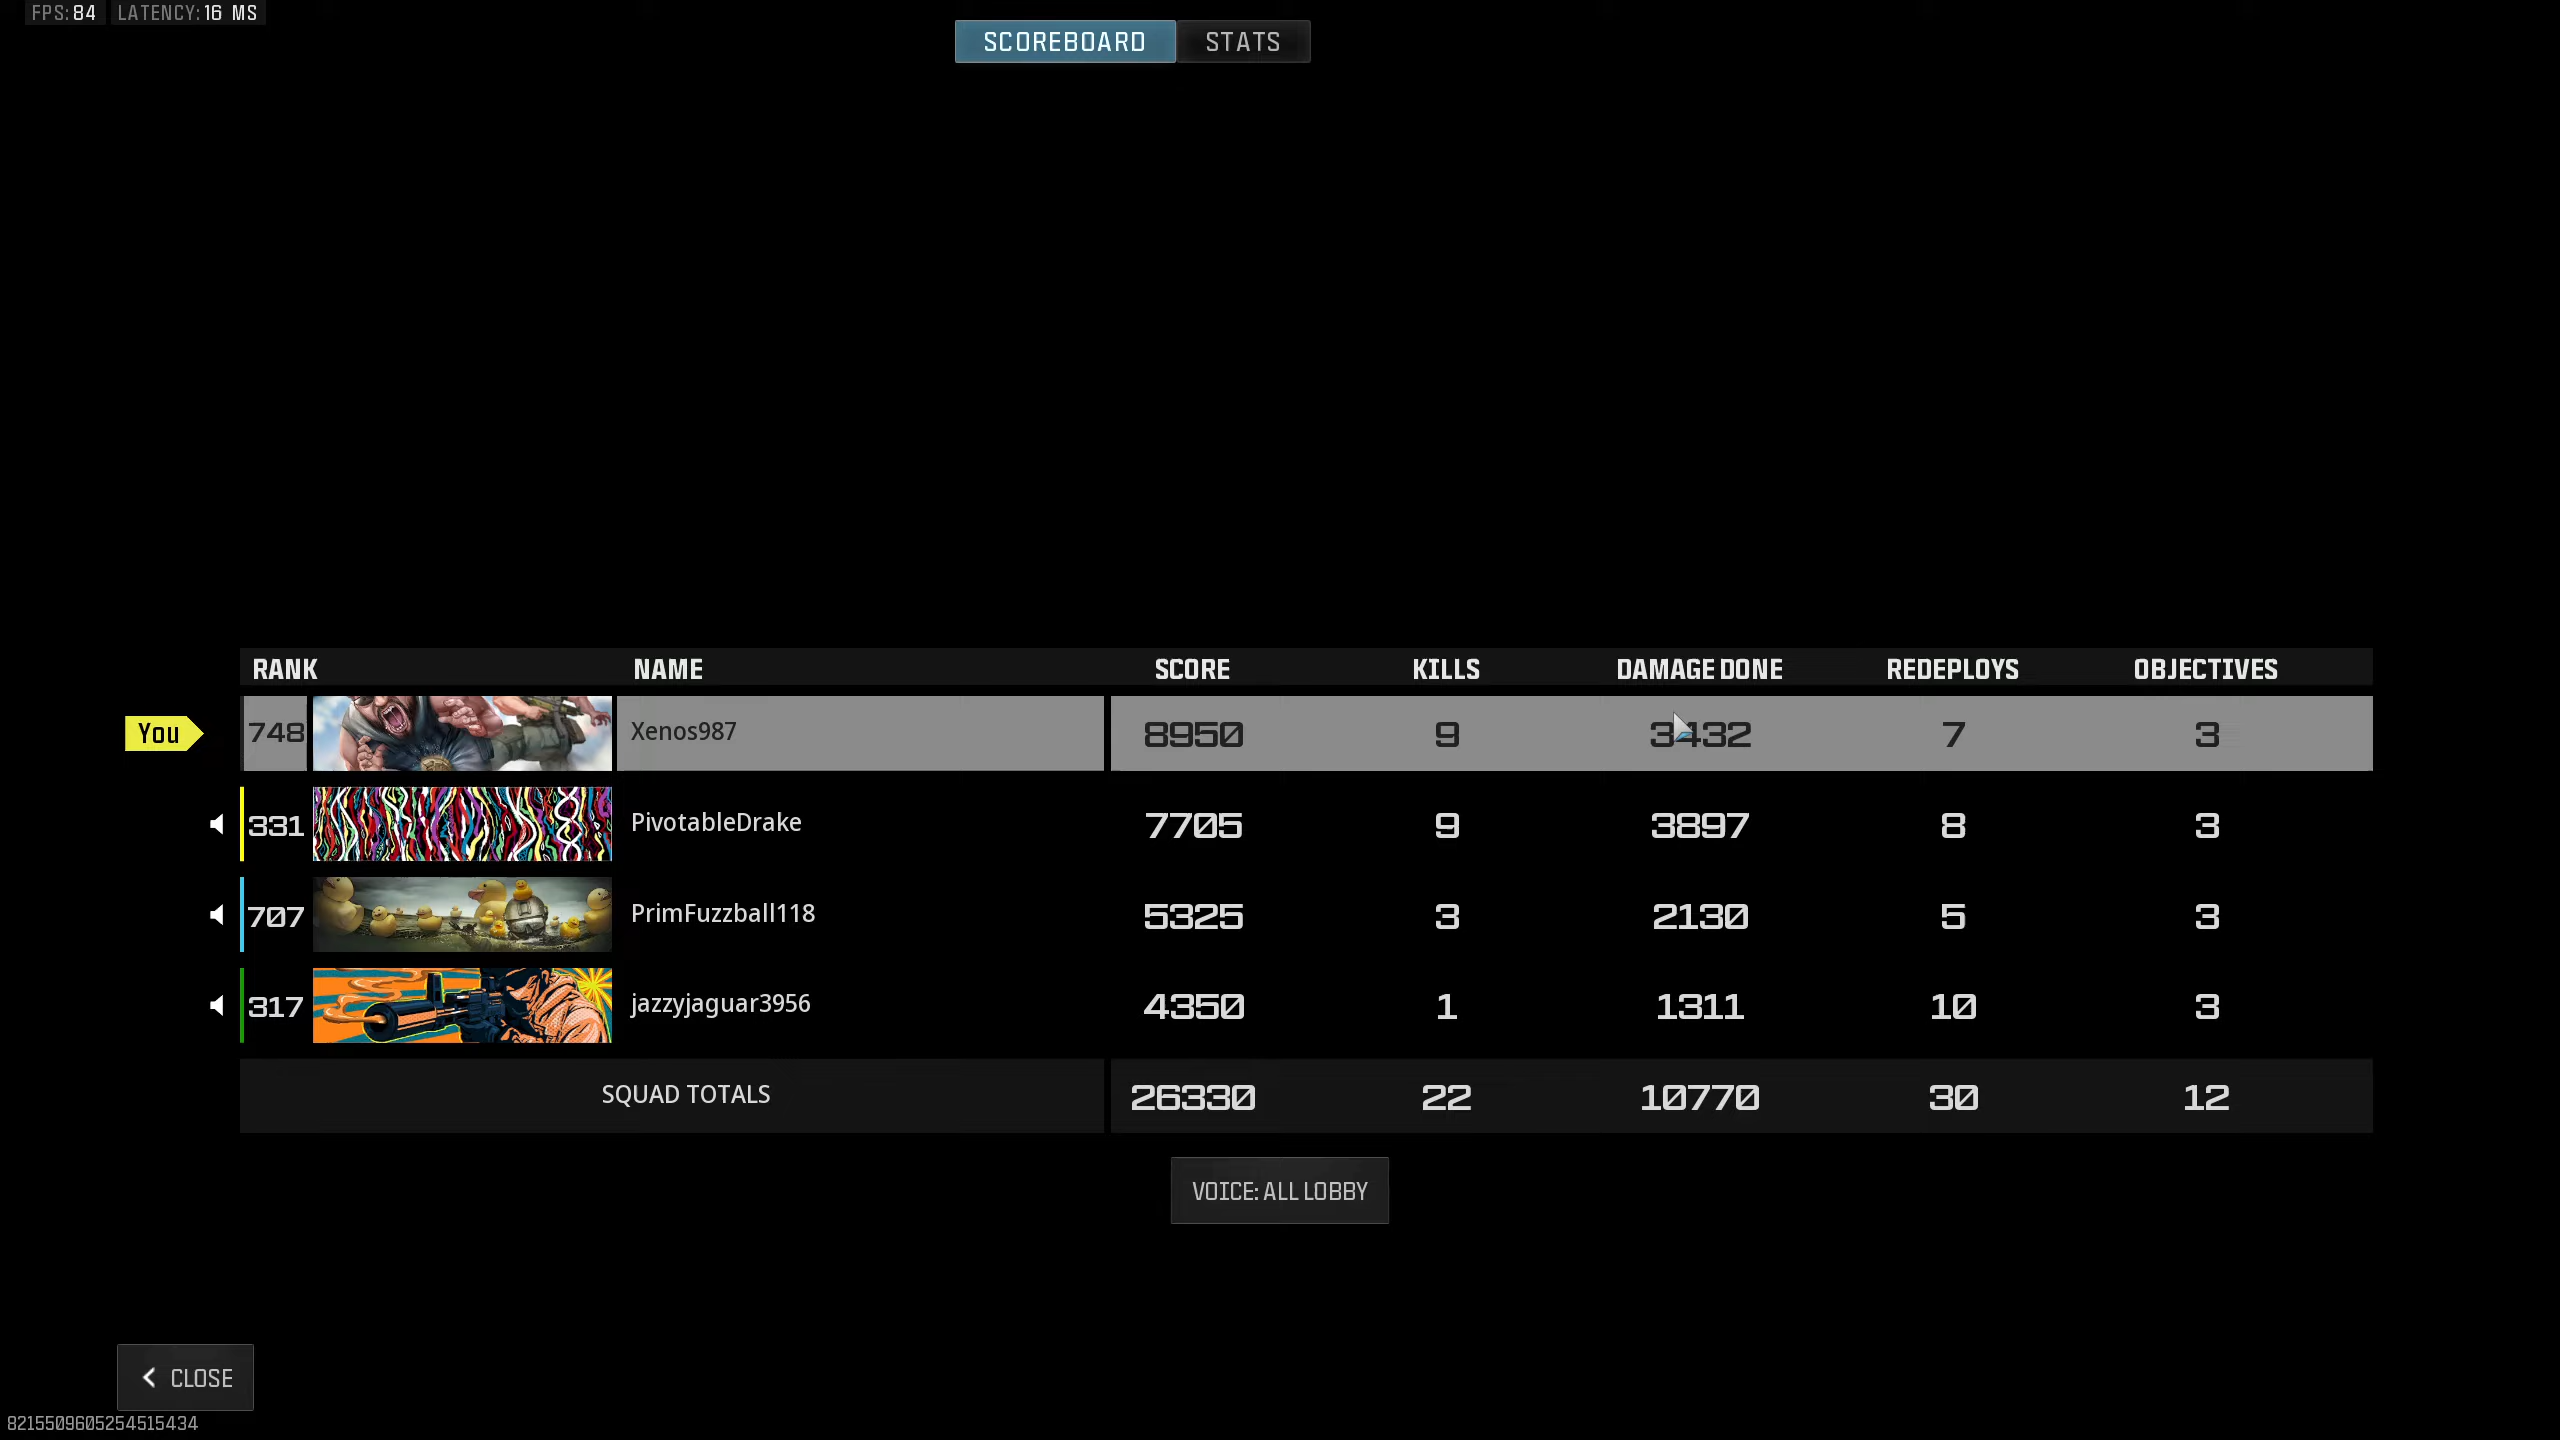 FPS: 84 LATENCY: 16 MS
SCOREBOARD STATS
RANK NAME SCORE KILLS DAMAGE DONE REDEPLOYS OBJECTIVES
You 748 Xenos987 8950 9 3432 7 3
331 PivotableDrake 7705 9 3897 8 3
707 PrimFuzzball118 5325 3 2130 5 3
317 jazzyjaguar3956 4350 1 1311 10 3
SQUAD TOTALS 26330 22 10770 30 12
VOICE: ALL LOBBY
CLOSE
8215509605254515434